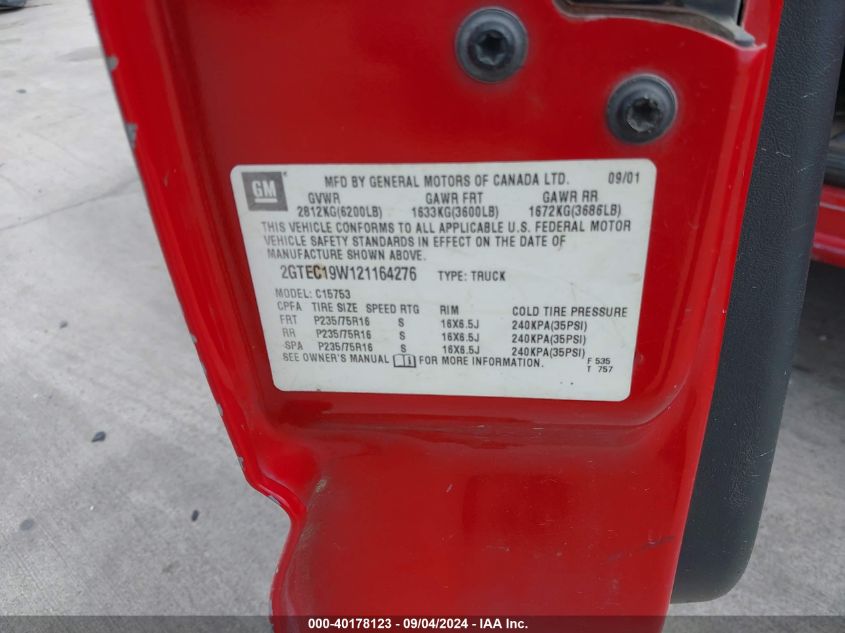 GM MFD BY GENERAL MOTORS OF CANADA LTD. 09/01
GVWR GAWR FRT GAWR RR
2812KG(6200LB) 1633KG(3600LB) 1672KG(3686LB)
THIS VEHICLE CONFORMS TO ALL APPLICABLE U.S. FEDERAL MOTOR
VEHICLE SAFETY STANDARDS IN EFFECT ON THE DATE OF
MANUFACTURE SHOWN ABOVE.
2GTEC19W121164276 TYPE: TRUCK
MODEL: C15753
CPFA TIRE SIZE SPEED RTG RIM COLD TIRE PRESSURE
FRT P235/75R16 S 16X6.5J 240KPA(35PSI)
RR P235/75R16 S 16X6.5J 240KPA(35PSI)
SPA P235/75R16 S 16X6.5J 240KPA(35PSI)
SEE OWNER'S MANUAL FOR MORE INFORMATION.
F 535
T 757
000-40178123 - 09/04/2024 - IAA Inc.